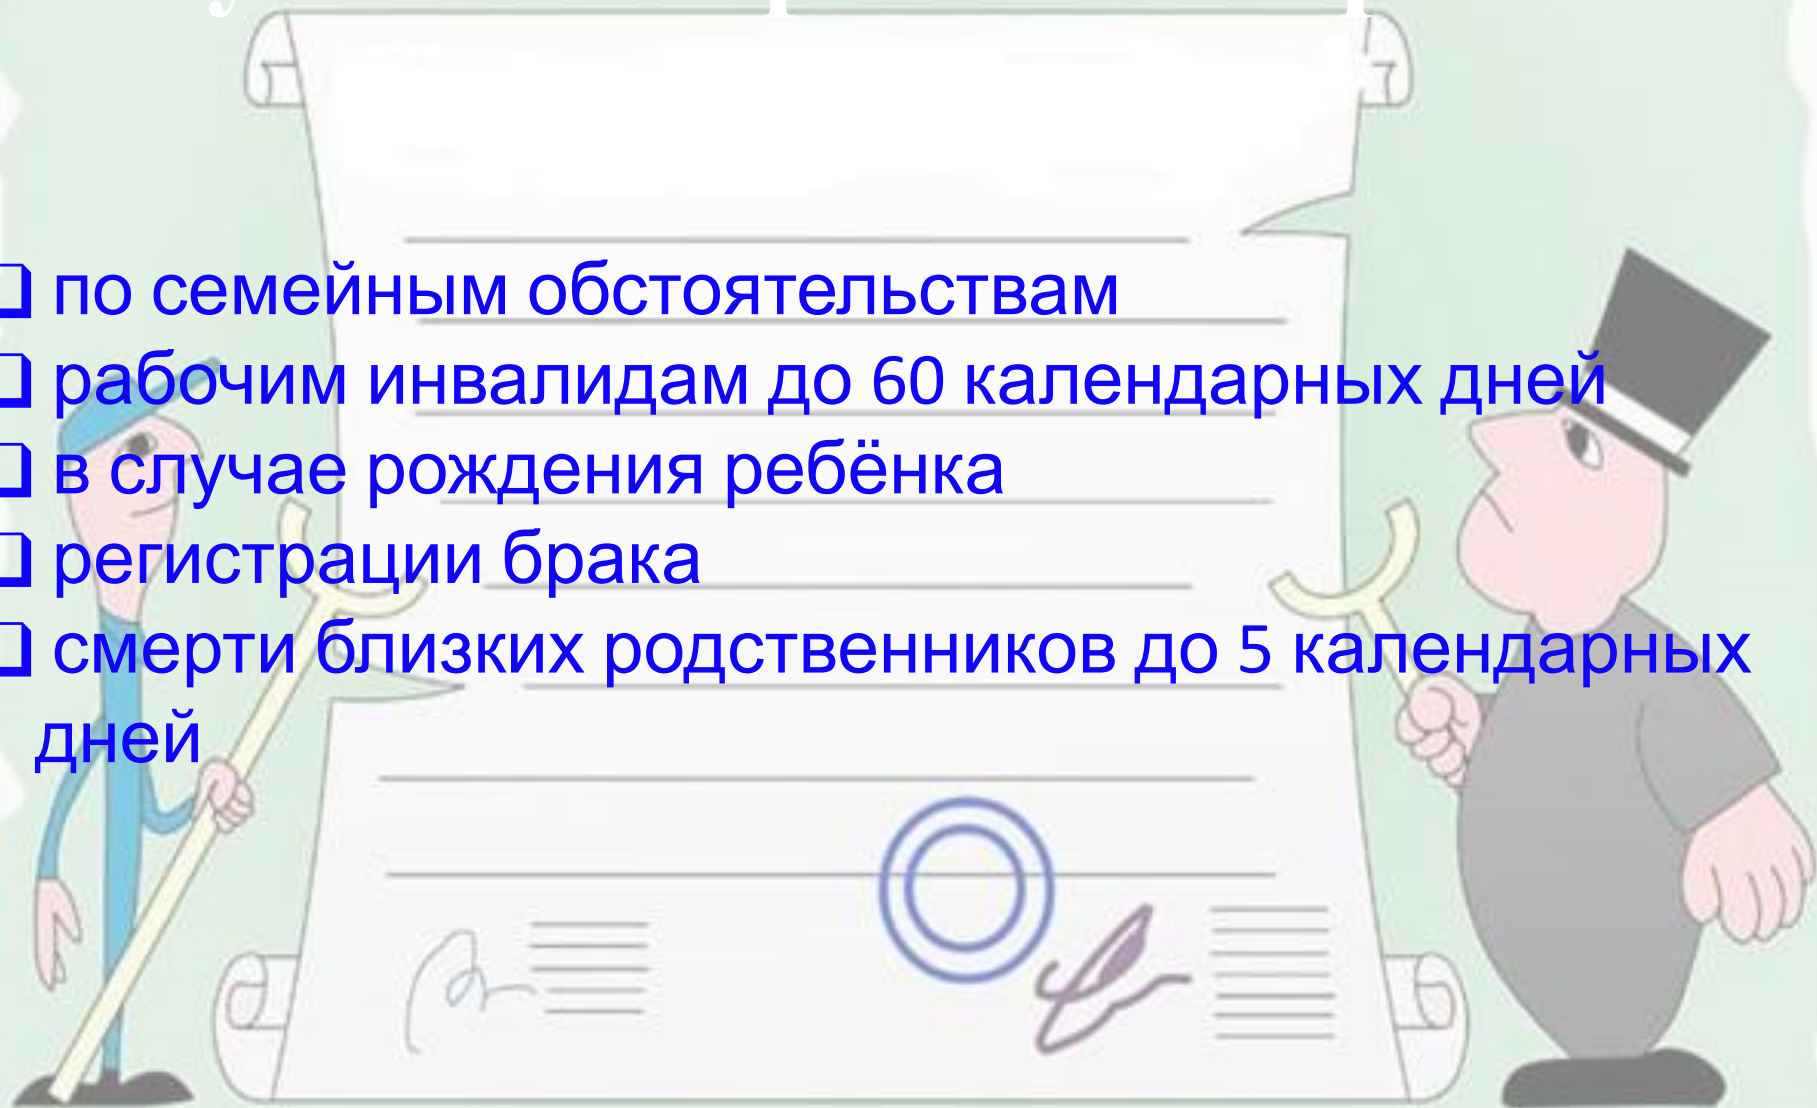 ❑ по семейным обстоятельствам
❑ рабочим инвалидам до 60 календарных дней
❑ в случае рождения ребёнка
❑ регистрации брака
❑ смерти близких родственников до 5 календарных
дней